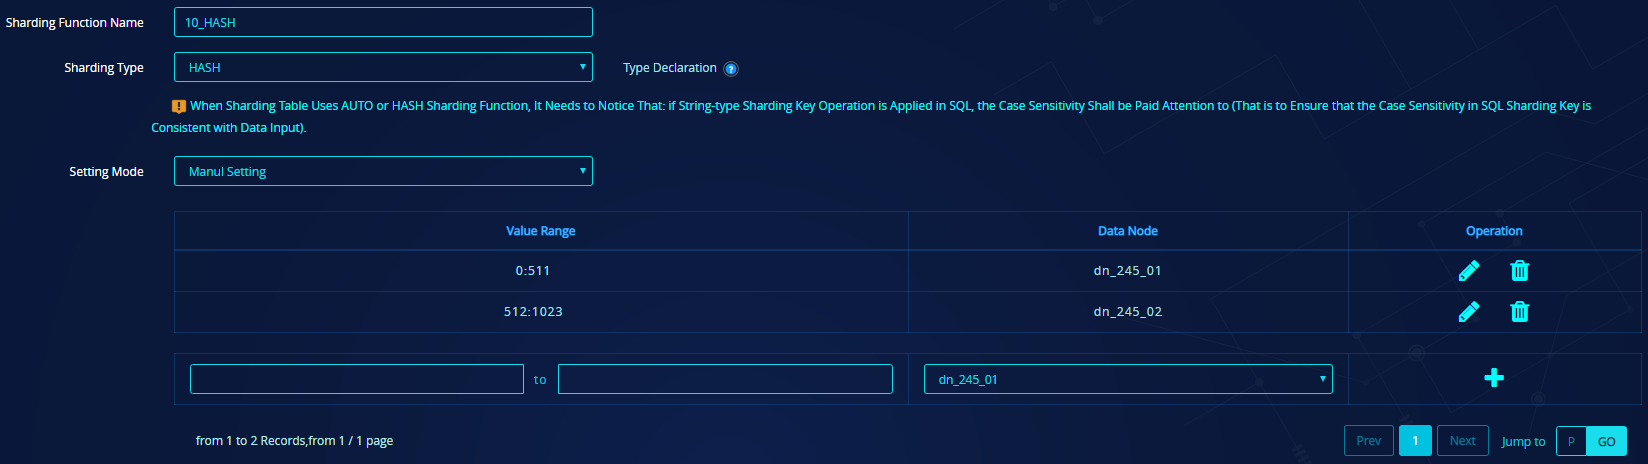 Sharding Function Name 10_HASH
Sharding Type HASH Type Declaration ?
! When Sharding Table Uses AUTO or HASH Sharding Function, It Needs to Notice That: if String-type Sharding Key Operation is Applied in SQL, the Case Sensitivity Shall be Paid Attention to (That is to Ensure that the Case Sensitivity in SQL Sharding Key is
Consistent with Data Input).
Setting Mode Manul Setting
Value Range Data Node Operation
0:511 dn_245_01
512:1023 dn_245_02
to dn_245_01
from 1 to 2 Records,from 1 / 1 page Prev 1 Next Jump to P GO